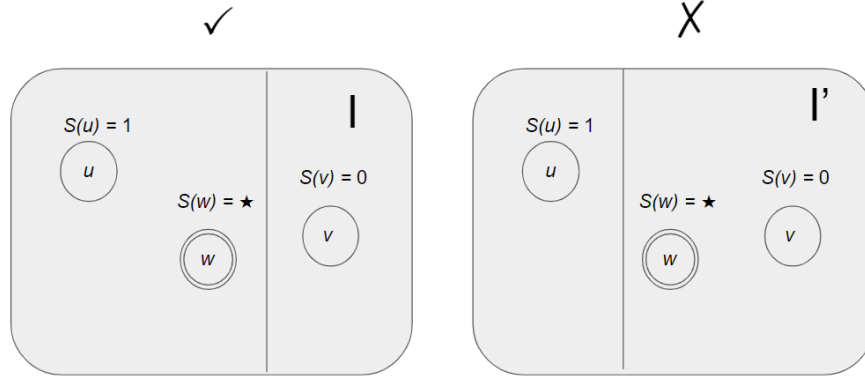 ✓
✗
I
I’
S(u) = 1
u
S(w) = ★
w
S(v) = 0
v
S(u) = 1
u
S(w) = ★
w
S(v) = 0
v